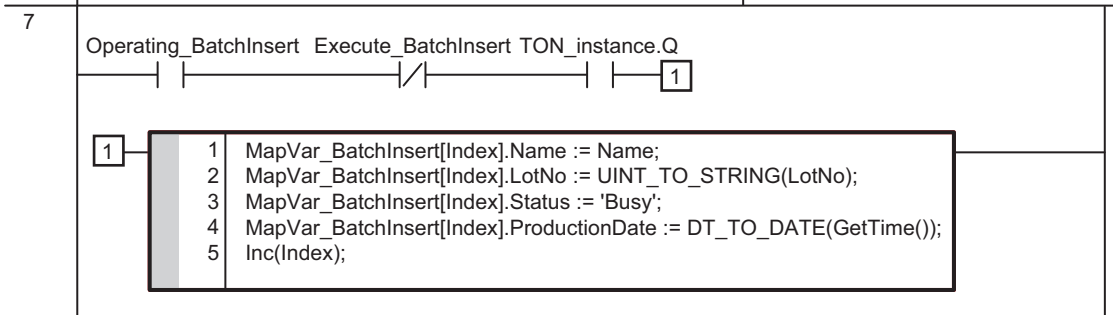 7
Operating_BatchInsert Execute_BatchInsert TON_instance.Q
1
1
1 MapVar_BatchInsert[Index].Name := Name;
2 MapVar_BatchInsert[Index].LotNo := UINT_TO_STRING(LotNo);
3 MapVar_BatchInsert[Index].Status := 'Busy';
4 MapVar_BatchInsert[Index].ProductionDate := DT_TO_DATE(GetTime());
5 Inc(Index);